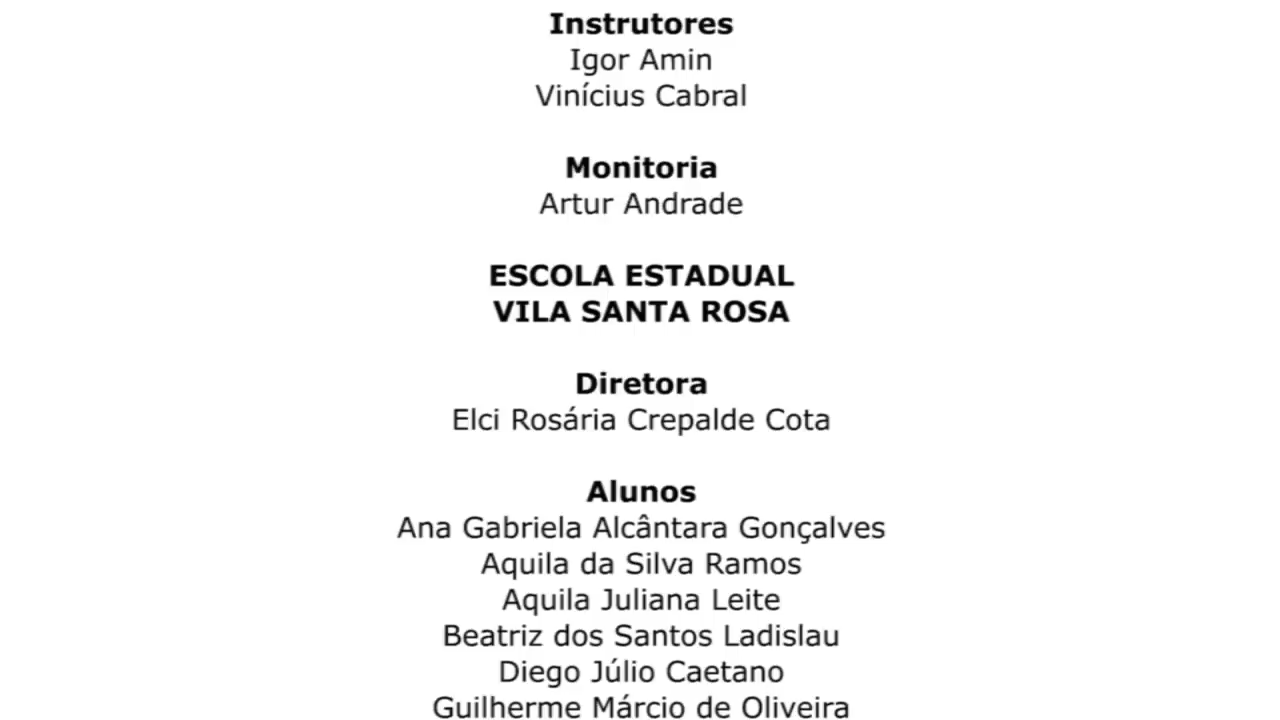 Instrutores
Igor Amin
Vinícius Cabral
Monitoria
Artur Andrade
ESCOLA ESTADUAL
VILA SANTA ROSA
Diretora
Elci Rosária Crepalde Cota
Alunos
Ana Gabriela Alcântara Gonçalves
Aquila da Silva Ramos
Aquila Juliana Leite
Beatriz dos Santos Ladislau
Diego Júlio Caetano
Guilherme Márcio de Oliveira